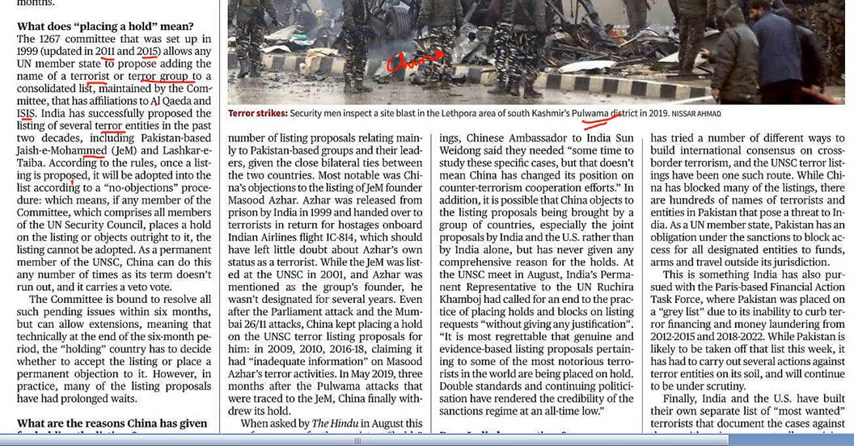 months.
What does “placing a hold” mean?
The 1267 committee that was set up in
1999 (updated in 2011 and 2015) allows any
UN member state to propose adding the
name of a terrorist or terror group to a
consolidated list, maintained by the Com-
mittee, that has affiliations to Al Qaeda and
ISIS. India has successfully proposed the
listing of several terror entities in the past
two decades, including Pakistan-based
Jaish-e-Mohammed (JeM) and Lashkar-e-
Taiba. According to the rules, once a list-
ing is proposed, it will be adopted into the
list according to a “no-objections” proce-
dure: which means, if any member of the
Committee, which comprises all members
of the UN Security Council, places a hold
on the listing or objects outright to it, the
listing cannot be adopted. As a permanent
member of the UNSC, China can do this
any number of times as its term doesn’t
run out, and it carries a veto vote.
The Committee is bound to resolve all
such pending issues within six months,
but can allow extensions, meaning that
technically at the end of the six-month pe-
riod, the “holding” country has to decide
whether to accept the listing or place a
permanent objection to it. However, in
practice, many of the listing proposals
have had prolonged waits.
What are the reasons China has given
China
Terror strikes: Security men inspect a site blast in the Lethpora area of south Kashmir’s Pulwama district in 2019. NISSAR AHMAD
number of listing proposals relating main-
ly to Pakistan-based groups and their lead-
ers, given the close bilateral ties between
the two countries. Most notable was Chi-
na’s objections to the listing of JeM founder
Masood Azhar. Azhar was released from
prison by India in 1999 and handed over to
terrorists in return for hostages onboard
Indian Airlines flight IC-814, which should
have left little doubt about Azhar’s own
status as a terrorist. While the JeM was list-
ed at the UNSC in 2001, and Azhar was
mentioned as the group’s founder, he
wasn’t designated for several years. Even
after the Parliament attack and the Mum-
bai 26/11 attacks, China kept placing a hold
on the UNSC terror listing proposals for
him: in 2009, 2010, 2016-18, claiming it
had “inadequate information” on Masood
Azhar’s terror activities. In May 2019, three
months after the Pulwama attacks that
were traced to the JeM, China finally with-
drew its hold.
When asked by The Hindu in August this
ings, Chinese Ambassador to India Sun
Weidong said they needed “some time to
study these specific cases, but that doesn’t
mean China has changed its position on
counter-terrorism cooperation efforts.” In
addition, it is possible that China objects to
the listing proposals being brought by a
group of countries, especially the joint
proposals by India and the U.S. rather than
by India alone, but has never given any
comprehensive reason for the holds. At
the UNSC meet in August, India’s Perma-
nent Representative to the UN Ruchira
Khamboj had called for an end to the prac-
tice of placing holds and blocks on listing
requests “without giving any justification”.
“It is most regrettable that genuine and
evidence-based listing proposals pertain-
ing to some of the most notorious terro-
rists in the world are being placed on hold.
Double standards and continuing politici-
sation have rendered the credibility of the
sanctions regime at an all-time low.”
has tried a number of different ways to
build international consensus on cross-
border terrorism, and the UNSC terror list-
ings have been one such route. While Chi-
na has blocked many of the listings, there
are hundreds of names of terrorists and
entities in Pakistan that pose a threat to In-
dia. As a UN member state, Pakistan has an
obligation under the sanctions to block ac-
cess for all designated entities to funds,
arms and travel outside its jurisdiction.
This is something India has also pur-
sued with the Paris-based Financial Action
Task Force, where Pakistan was placed on
a “grey list” due to its inability to curb ter-
ror financing and money laundering from
2012-2015 and 2018-2022. While Pakistan is
likely to be taken off that list this week, it
has had to carry out several actions against
terror entities on its soil, and will continue
to be under scrutiny.
Finally, India and the U.S. have built
their own separate list of “most wanted”
terrorists that document the cases against